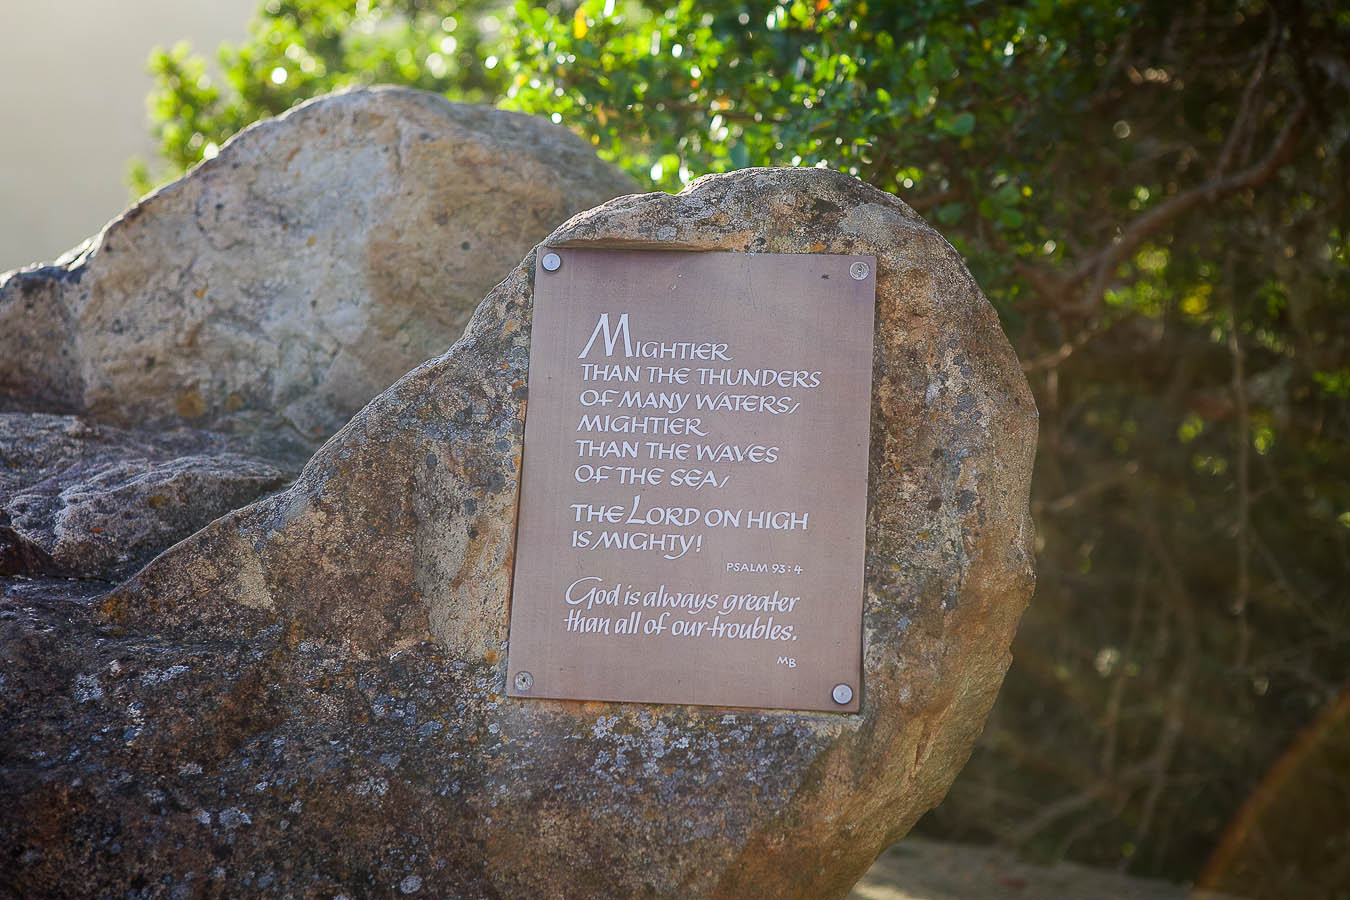 MIGHTIER
THAN THE THUNDERS
OF MANY WATERS,
MIGHTIER
THAN THE WAVES
OF THE SEA,
THE LORD ON HIGH
IS MIGHTY!
PSALM 93:4
God is always greater
than all of our troubles.
MB